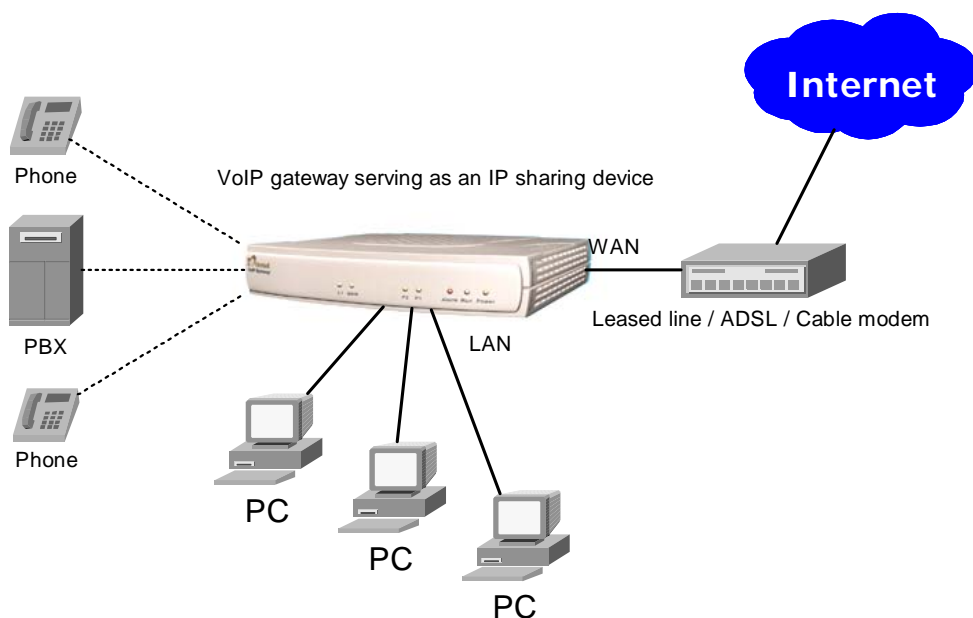 Internet
Phone
VoIP gateway serving as an IP sharing device
WAN
PBX
Leased line / ADSL / Cable modem
LAN
Phone
PC
PC
PC